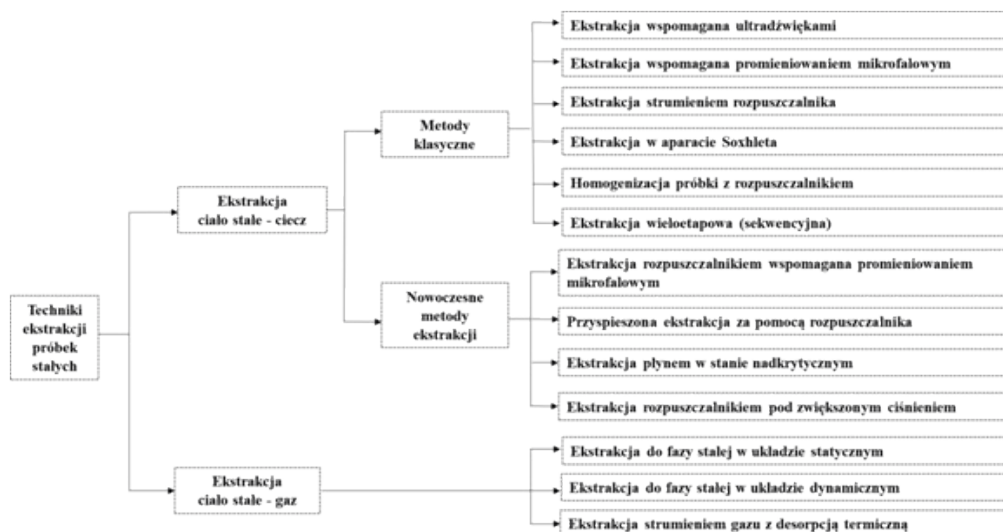 Techniki
ekstrakcji
próbek
stałych
Ekstrakcja
ciało stałe - ciecz
Metody
klasyczne
Ekstrakcja wspomagana ultradźwiękami
Ekstrakcja wspomagana promieniowaniem mikrofalowym
Ekstrakcja strumieniem rozpuszczalnika
Ekstrakcja w aparacie Soxhleta
Homogenizacja próbki z rozpuszczalnikiem
Ekstrakcja wieloetapowa (sekwencyjna)
Nowoczesne
metody
ekstrakcji
Ekstrakcja rozpuszczalnikiem wspomagana promieniowaniem
mikrofalowym
Przyspieszona ekstrakcja za pomocą rozpuszczalnika
Ekstrakcja płynem w stanie nadkrytycznym
Ekstrakcja rozpuszczalnikiem pod zwiększonym ciśnieniem
Ekstrakcja
ciało stałe - gaz
Ekstrakcja do fazy stałej w układzie statycznym
Ekstrakcja do fazy stałej w układzie dynamicznym
Ekstrakcja strumieniem gazu z desorpcją termiczną